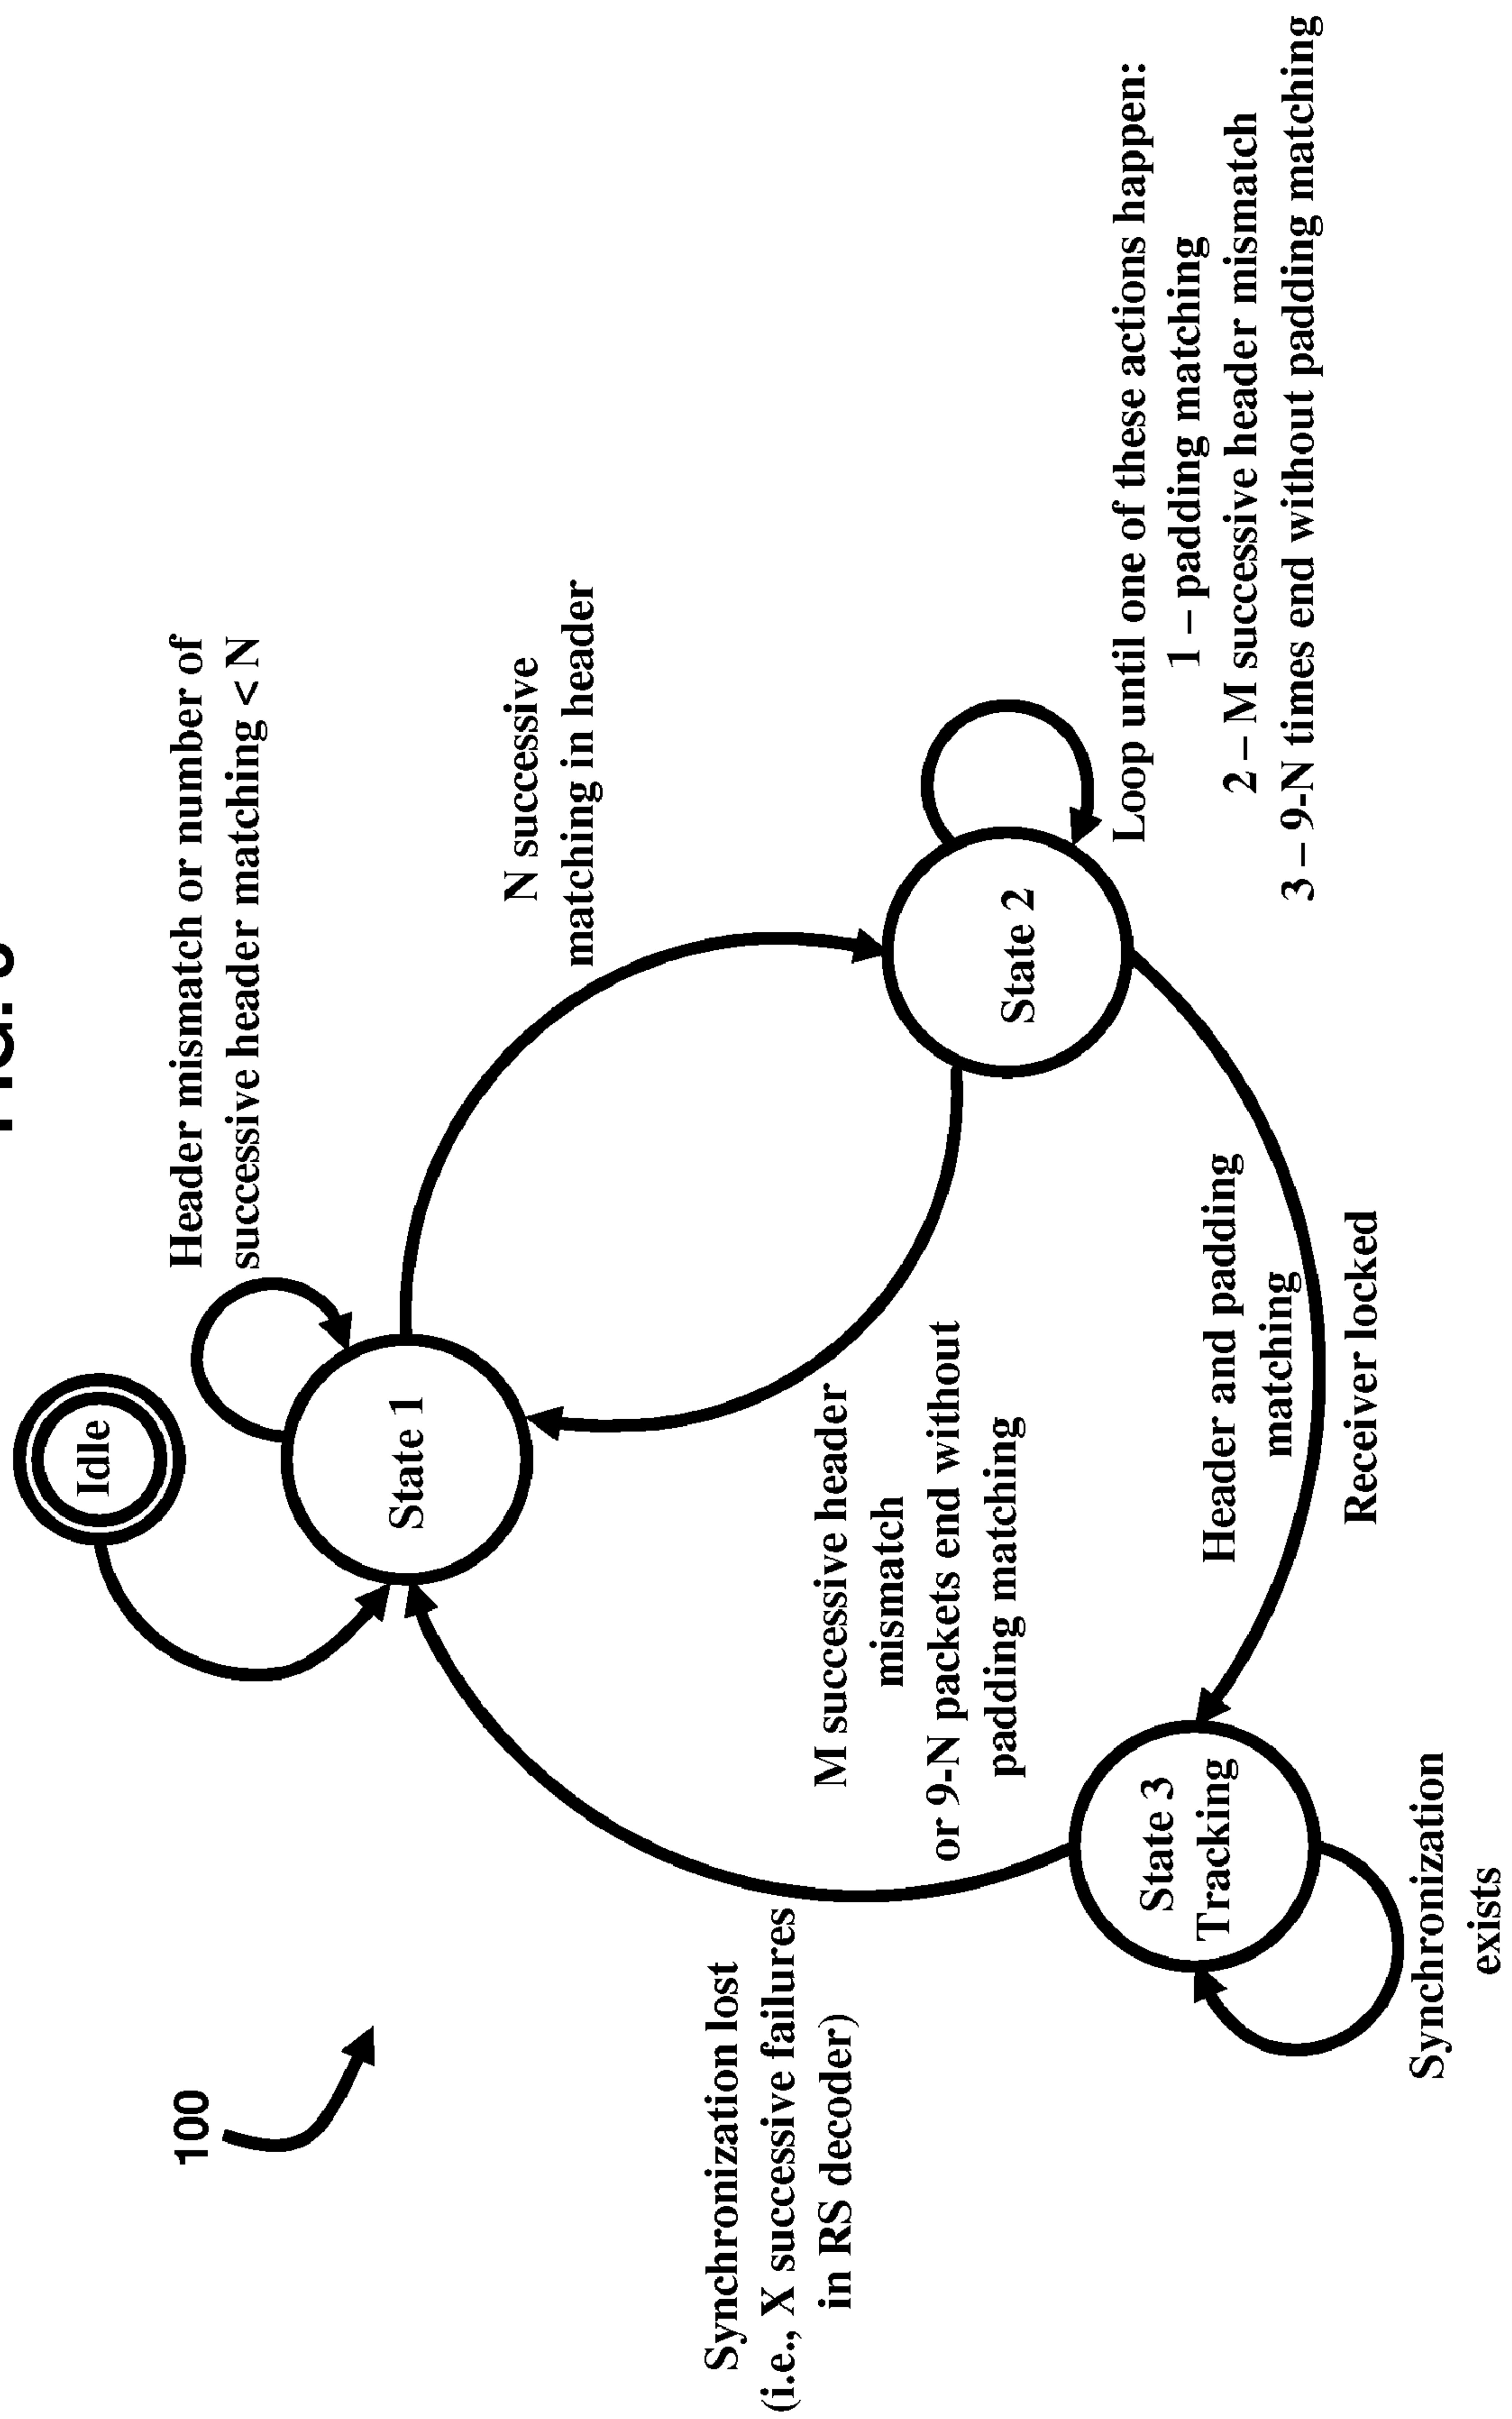 100
Idle
Header mismatch or number of
successive header matching < N
State 1
N successive
matching in header
State 2
Loop until one of these actions happen:
1 – padding matching
2 – M successive header mismatch
3 – 9-N times end without padding matching
M successive header
mismatch
or 9-N packets end without
padding matching
Synchronization lost
(i.e., X successive failures
in RS decoder)
Header and padding
matching
Receiver locked
State 3
Tracking
Synchronization
exists